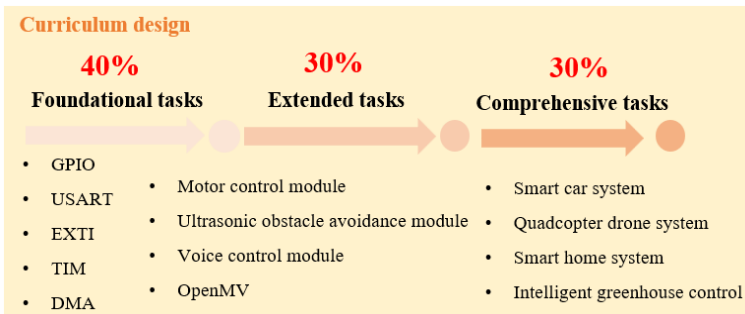 Curriculum design
40%
Foundational tasks
• GPIO
• USART
• EXTI
• TIM
• DMA
30%
Extended tasks
• Motor control module
• Ultrasonic obstacle avoidance module
• Voice control module
• OpenMV
30%
Comprehensive tasks
• Smart car system
• Quadcopter drone system
• Smart home system
• Intelligent greenhouse control